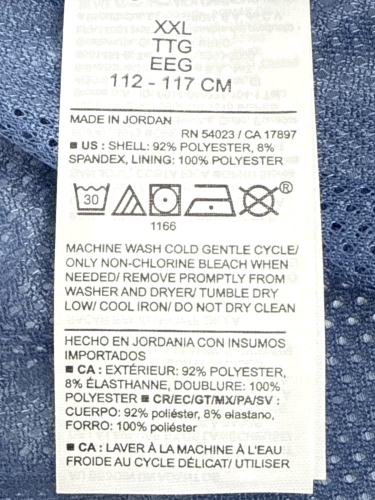 XXL
TTG
EEG
112 - 117 CM
MADE IN JORDAN
RN 54023 / CA 17897
■ US : SHELL: 92% POLYESTER, 8%
SPANDEX, LINING: 100% POLYESTER
30
®
1166
MACHINE WASH COLD GENTLE CYCLE/
ONLY NON-CHLORINE BLEACH WHEN
NEEDED/ REMOVE PROMPTLY FROM
WASHER AND DRYER/ TUMBLE DRY
LOW/ COOL IRON/ DO NOT DRY CLEAN
HECHO EN JORDANIA CON INSUMOS
IMPORTADOS
■ CA : EXTÉRIEUR: 92% POLYESTER,
8% ÉLASTHANNE, DOUBLURE: 100%
POLYESTER ■ CR/EC/GT/MX/PA/SV :
CUERPO: 92% poliéster, 8% elastano,
FORRO: 100% poliéster
■ CA : LAVER À LA MACHINE À L'EAU
FROIDE AU CYCLE DÉLICAT/ UTILISER